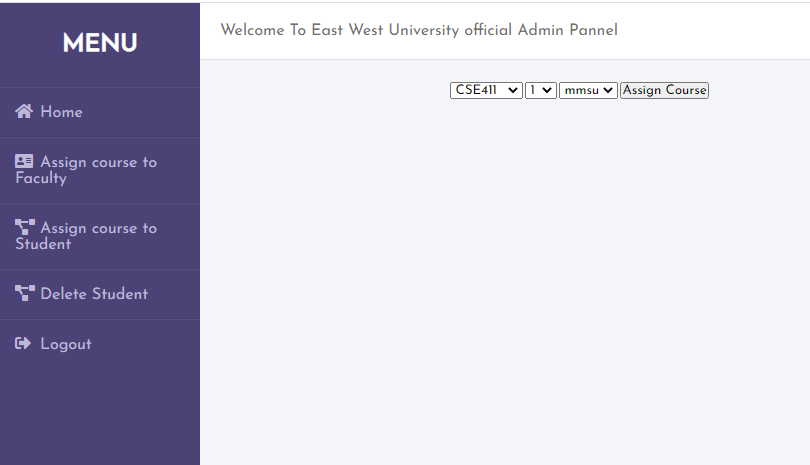 MENU
Welcome To East West University official Admin Pannel
CSE411 1 mmsu Assign Course
Home
Assign course to
Faculty
Assign course to
Student
Delete Student
Logout